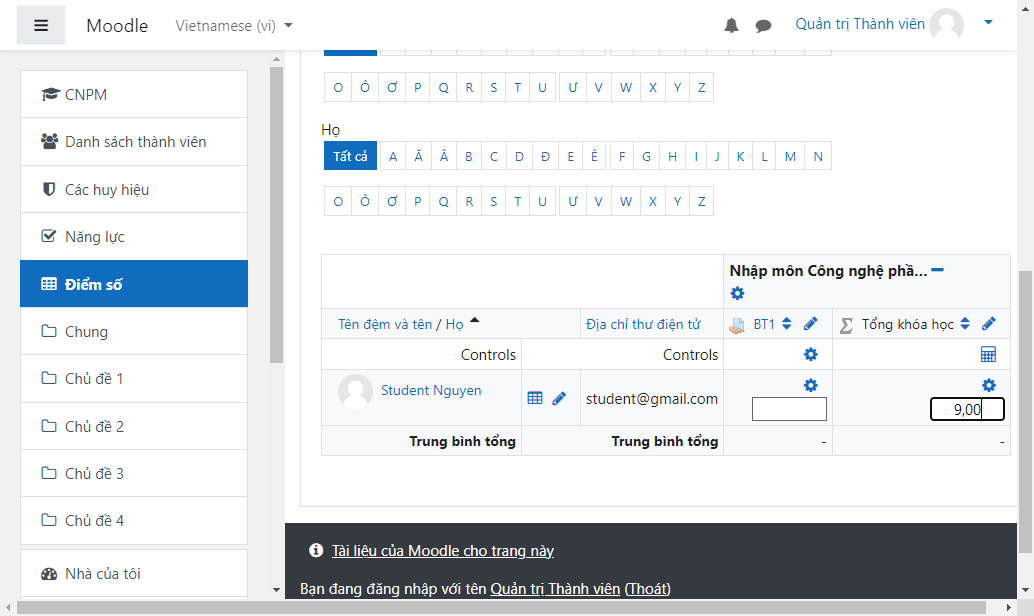 Moodle Vietnamese (vi) Quản trị Thành viên
CNPM
Danh sách thành viên
Các huy hiệu
Năng lực
Điểm số
Chung
Chủ đề 1
Chủ đề 2
Chủ đề 3
Chủ đề 4
Nhà của tôi
O Ô Ơ P Q R S T U Ư V W X Y Z
Họ
Tất cả A Ă Â B C D Đ E Ê F G H I J K L M N
O Ô Ơ P Q R S T U Ư V W X Y Z
Nhập môn Công nghệ phầ...
Tên đệm và tên / Họ Địa chỉ thư điện tử BT1 Tổng khóa học
Controls Controls
Student Nguyen student@gmail.com 9,00
Trung bình tổng Trung bình tổng - -
Tài liệu của Moodle cho trang này
Bạn đang đăng nhập với tên Quản trị Thành viên (Thoát)